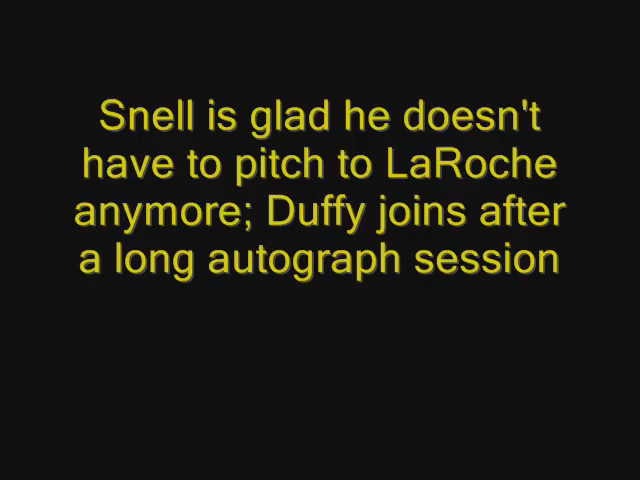 Snell is glad he doesn't
have to pitch to LaRoche
anymore; Duffy joins after
a long autograph session